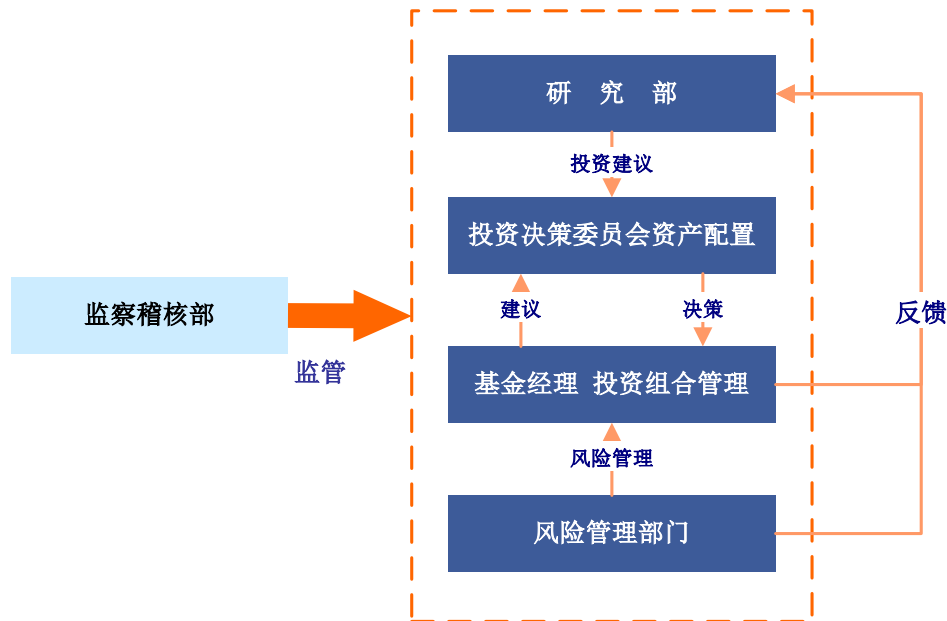 研 究 部
投资建议
投资决策委员会资产配置
建议
决策
监察稽核部
监管
反馈
基金经理 投资组合管理
风险管理
风险管理部门